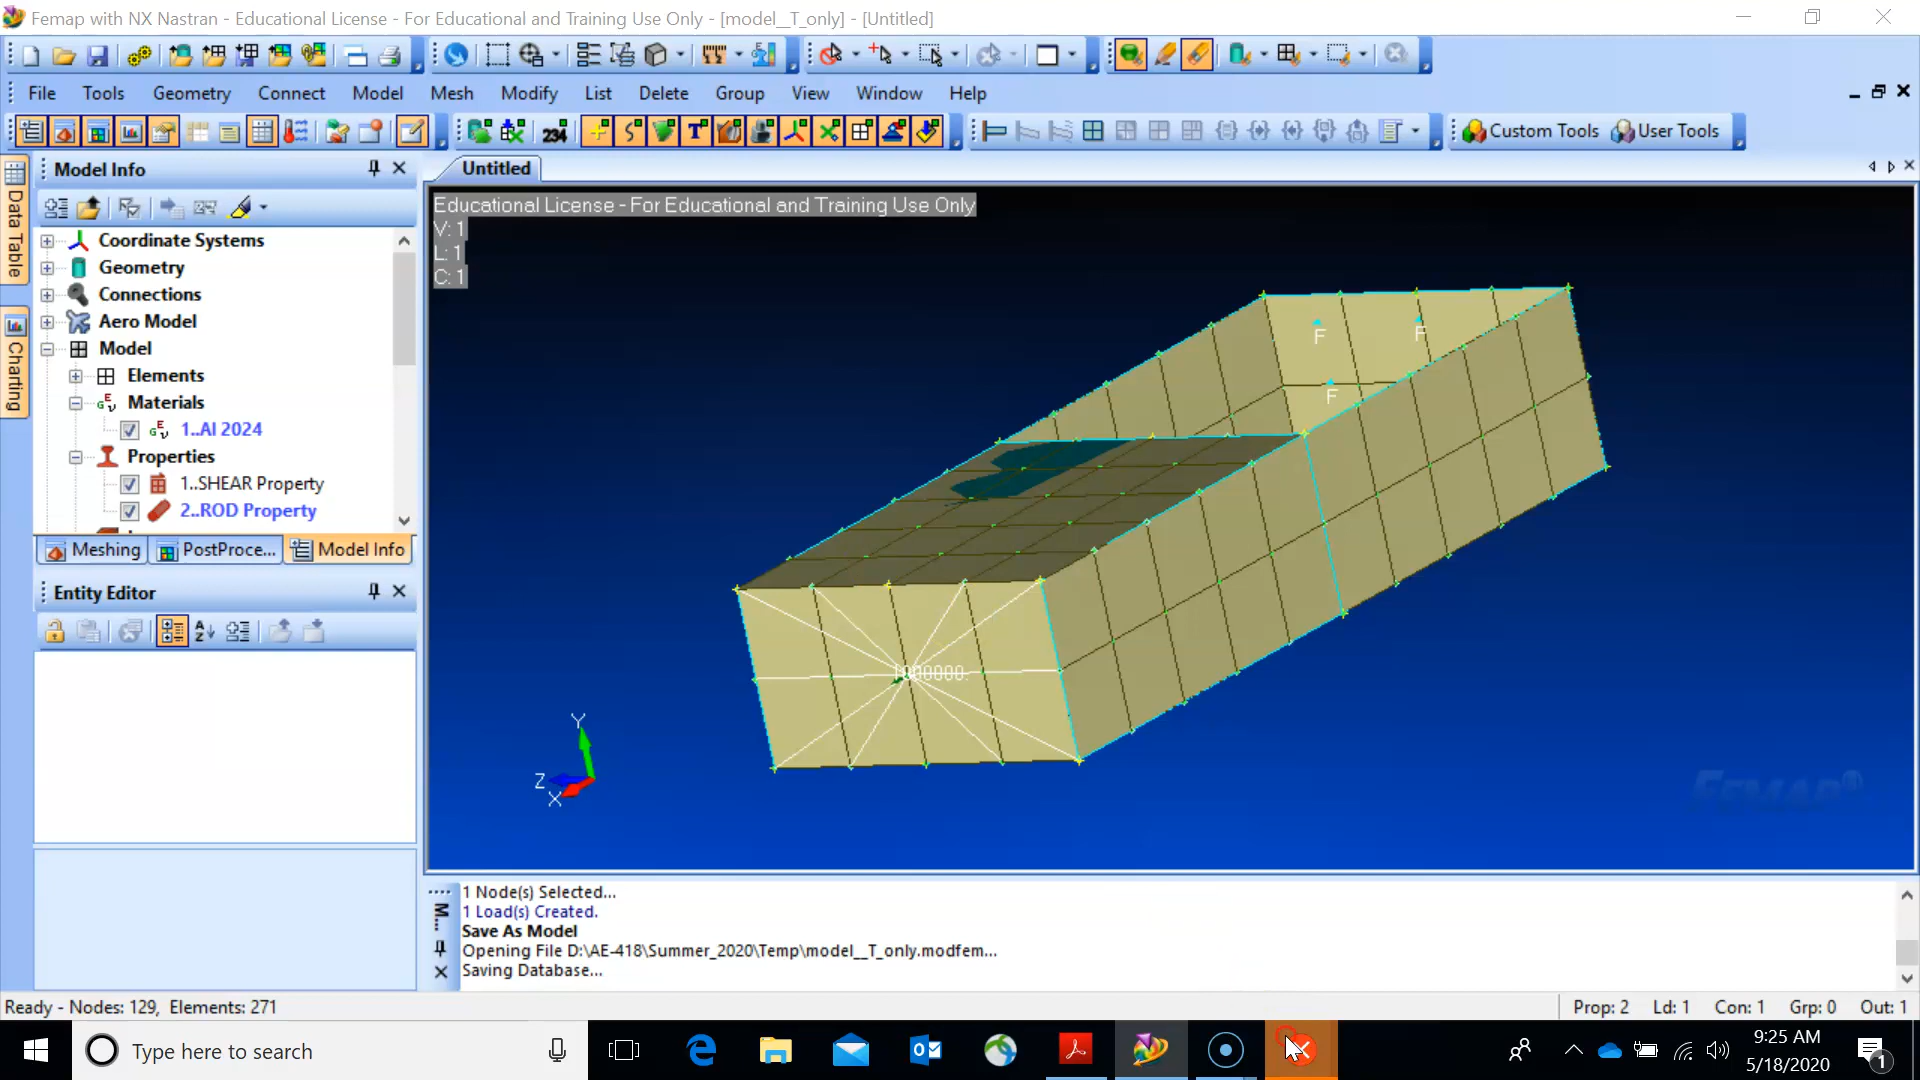 Femap with NX Nastran - Educational License - For Educational and Training Use Only - [model__T_only] - [Untitled]
File Tools Geometry Connect Model Mesh Modify List Delete Group View Window Help
234 T Custom Tools User Tools
Model Info
Untitled
Data Table
Charting
Educational License - For Educational and Training Use Only
V: 1
L: 1
C: 1
Coordinate Systems
Geometry
Connections
Aero Model
Model
Elements
Materials
1..Al 2024
Properties
1..SHEAR Property
2..ROD Property
Meshing PostProce... Model Info
Entity Editor
F
F
F
Y
Z
X
FEMAP
1 Node(s) Selected...
1 Load(s) Created.
Save As Model
Opening File D:\AE-418\Summer_2020\Temp\model__T_only.modfem...
Saving Database...
M...
Ready - Nodes: 129, Elements: 271
Prop: 2 Ld: 1 Con: 1 Grp: 0 Out: 1
Type here to search
9:25 AM
5/18/2020
1